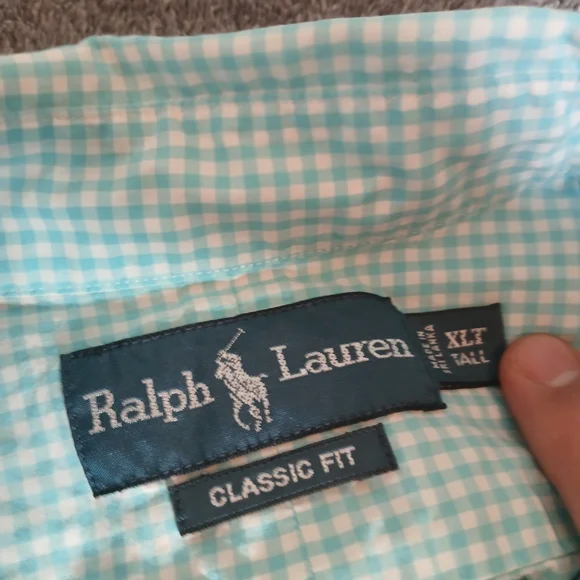 Ralph Lauren
CLASSIC FIT
XLT
TALL
MADE IN
SRI LANKA